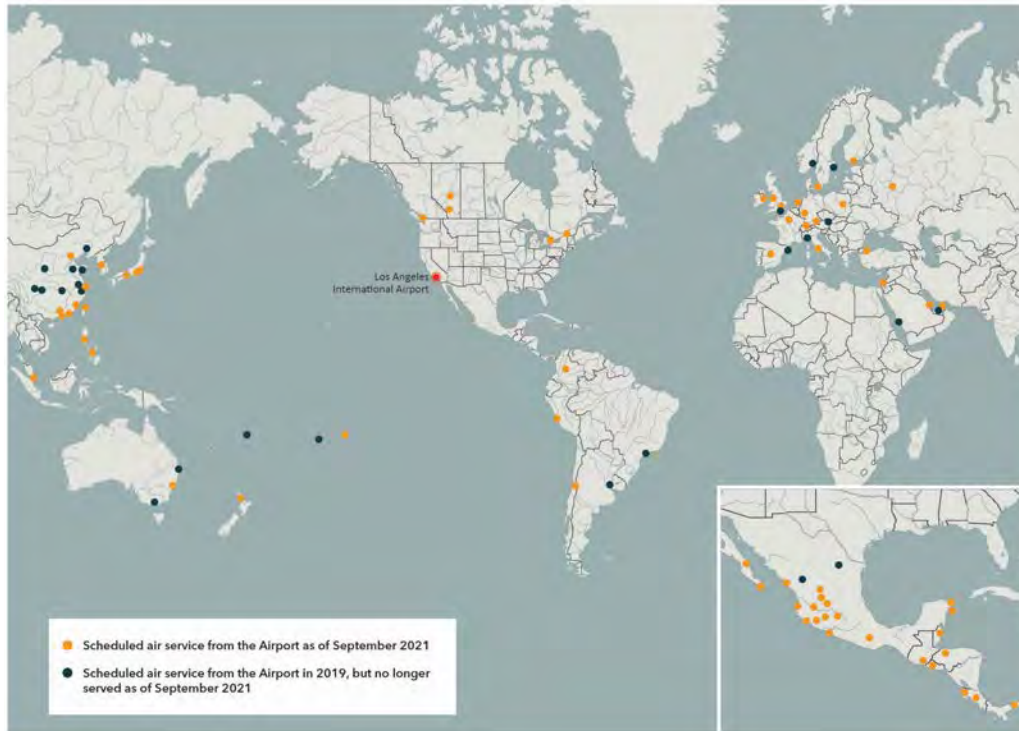 Los Angeles
International Airport
Scheduled air service from the Airport as of September 2021
Scheduled air service from the Airport in 2019, but no longer
served as of September 2021